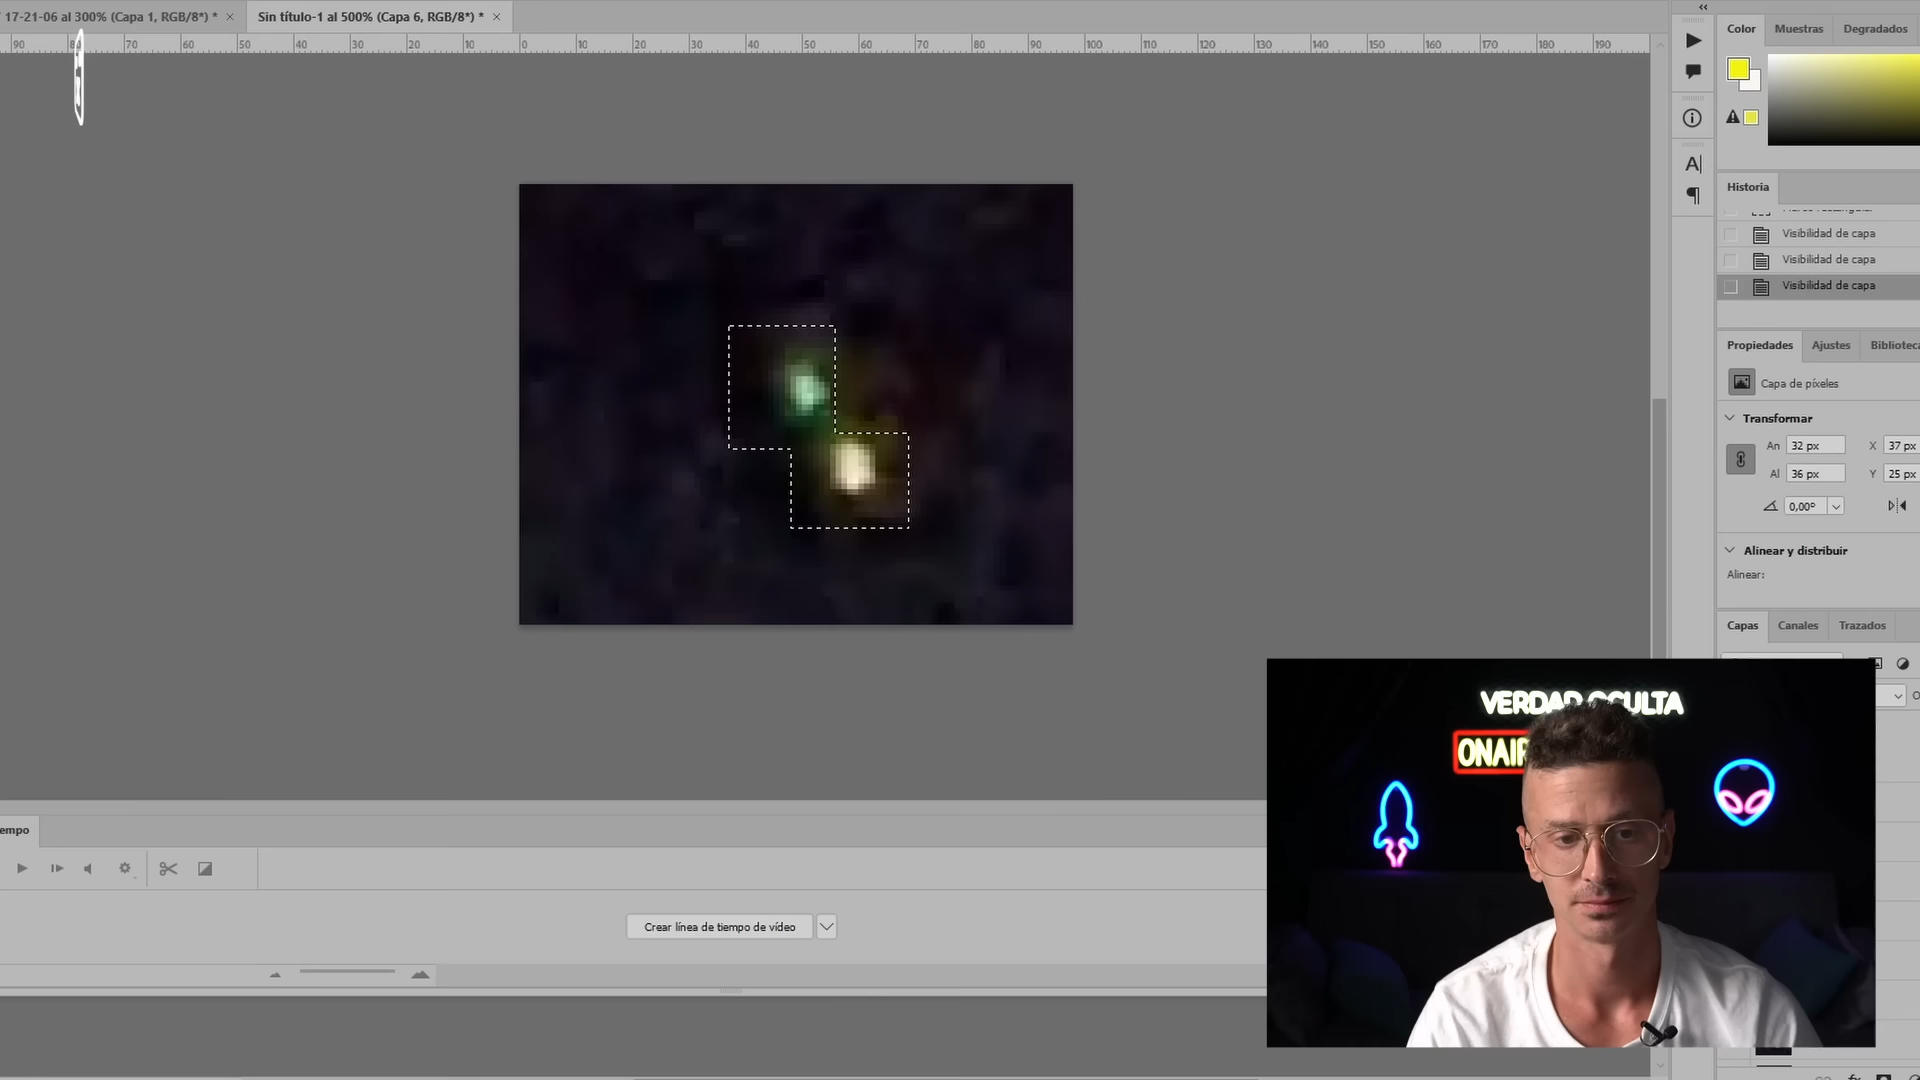 17-21-06 al 300% (Capa 1, RGB/8*) * ×
Sin título-1 al 500% (Capa 6, RGB/8*) * ×
90 80 70 60 50 40 30 20 10 0 10 20 30 40 50 60 70 80 90 100 110 120 130 140 150 160 170 180 190
Color Muestras Degradados
A|
Historia
Visibilidad de capa
Visibilidad de capa
Visibilidad de capa
Propiedades Ajustes Biblioteca
Capa de píxeles
Transformar
An 32 px X 37 px
Al 36 px Y 25 px
0,00°
Alinear y distribuir
Alinear:
Capas Canales Trazados
VERDAD OCULTA
ONAIR
empo
Crear línea de tiempo de vídeo
fx